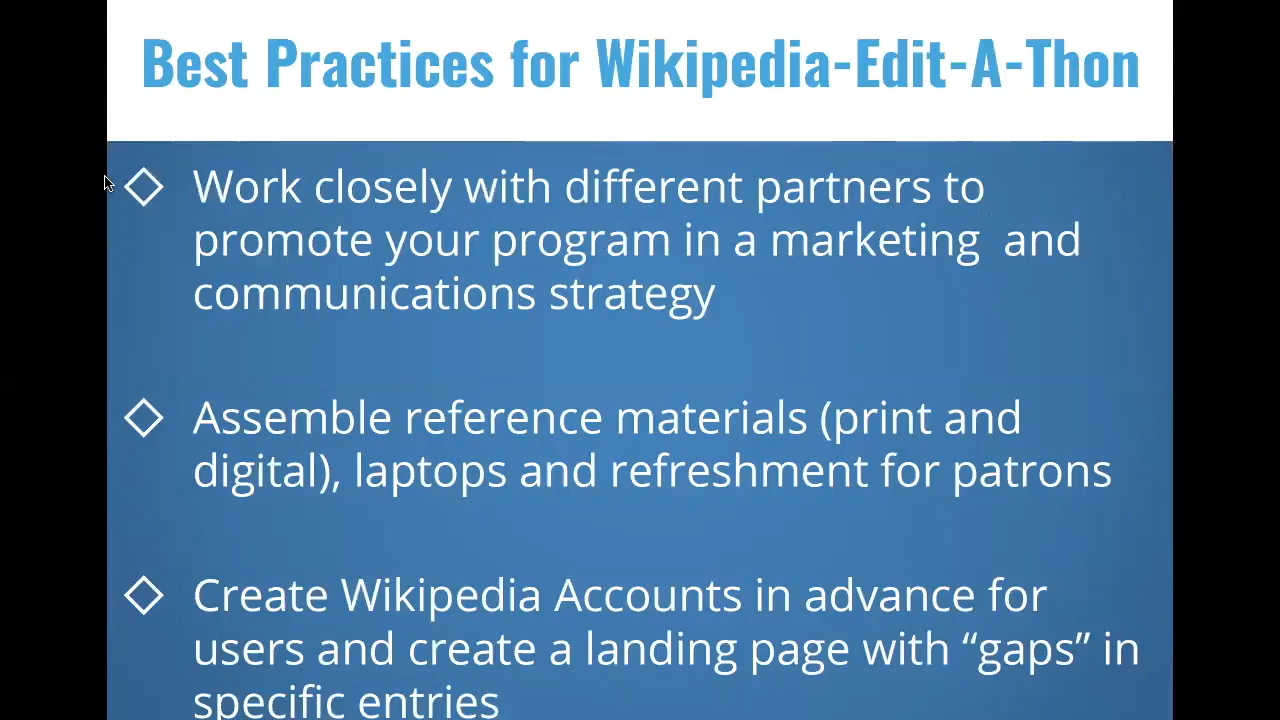 Best Practices for Wikipedia-Edit-A-Thon
Work closely with different partners to
promote your program in a marketing  and
communications strategy
Assemble reference materials (print and
digital), laptops and refreshment for patrons
Create Wikipedia Accounts in advance for
users and create a landing page with “gaps” in
specific entries